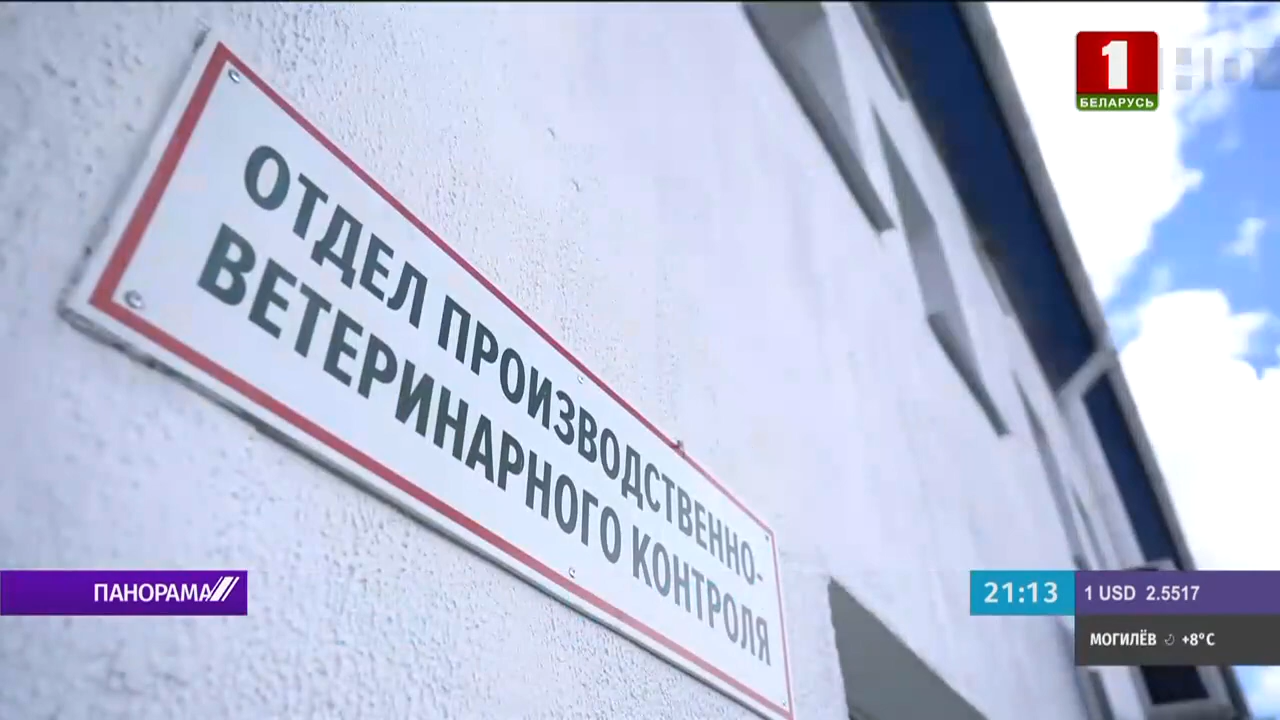 1
БЕЛАРУСЬ
ОТДЕЛ ПРОИЗВОДСТВЕННО-
ВЕТЕРИНАРНОГО КОНТРОЛЯ
ПАНОРАМА
21:13
1 USD 2.5517
МОГИЛЁВ +8°C